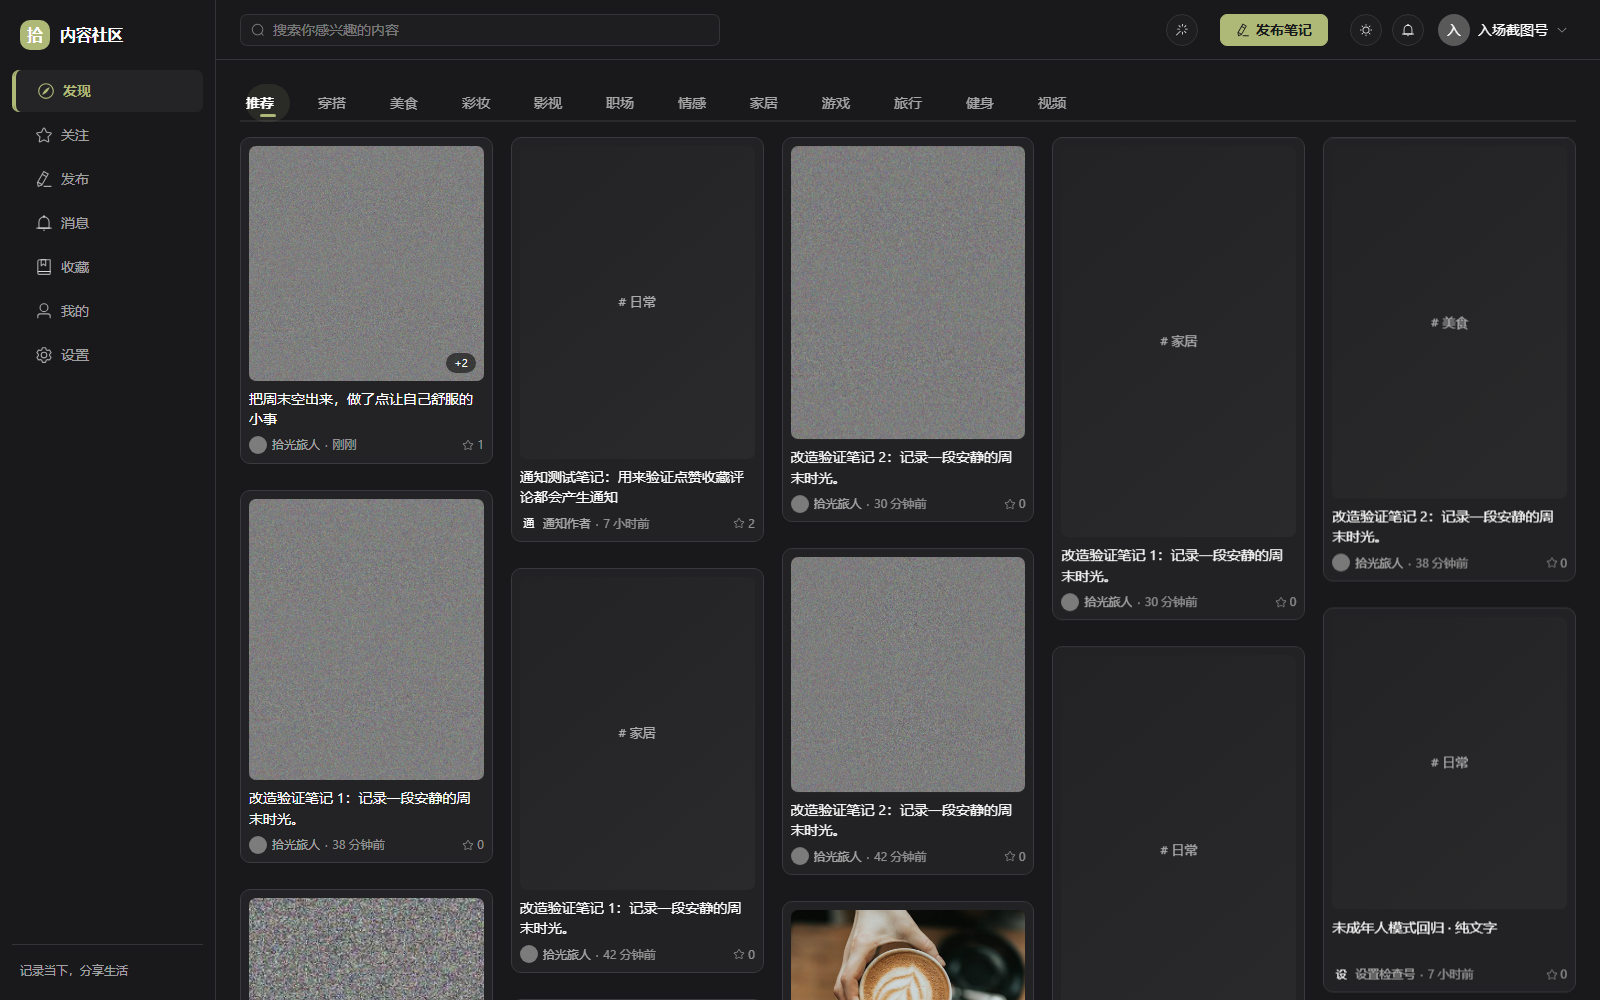 拾 内容社区
搜索你感兴趣的内容
发布笔记
入 入场截图号
发现
关注
发布
消息
收藏
我的
设置
记录当下，分享生活
推荐 穿搭 美食 彩妆 影视 职场 情感 家居 游戏 旅行 健身 视频
+2
把周末空出来，做了点让自己舒服的
小事
拾光旅人 · 刚刚 1
改造验证笔记 1：记录一段安静的周
末时光。
拾光旅人 · 38 分钟前 0
# 日常
通知测试笔记：用来验证点赞收藏评
论都会产生通知
通 通知作者 · 7 小时前 2
# 家居
改造验证笔记 1：记录一段安静的周
末时光。
拾光旅人 · 42 分钟前 0
改造验证笔记 2：记录一段安静的周
末时光。
拾光旅人 · 30 分钟前 0
改造验证笔记 2：记录一段安静的周
末时光。
拾光旅人 · 42 分钟前 0
# 家居
改造验证笔记 1：记录一段安静的周
末时光。
拾光旅人 · 30 分钟前 0
# 日常
# 美食
改造验证笔记 2：记录一段安静的周
末时光。
拾光旅人 · 38 分钟前 0
# 日常
未成年人模式回归 · 纯文字
设 设置检查号 · 7 小时前 0